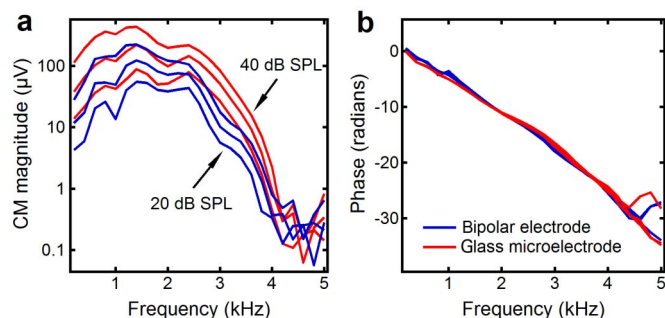 a
CM magnitude (µV)
100
10
1
0.1
40 dB SPL
20 dB SPL
0
1
2
3
4
5
Frequency (kHz)
b
Phase (radians)
0
-10
-20
-30
Bipolar electrode
Glass microelectrode
0
1
2
3
4
5
Frequency (kHz)